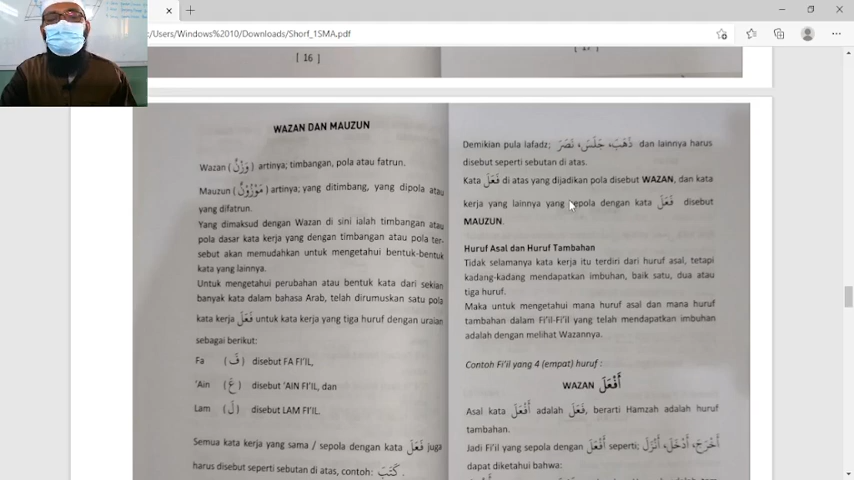 :/Users/Windows%2010/Downloads/Shorf_1SMA.pdf
[ 16 ]
WAZAN DAN MAUZUN
Wazan (وَزْنٌ) artinya; timbangan, pola atau fatrun.
Mauzun (مَوْزُوْنٌ) artinya; yang ditimbang, yang dipola atau
yang difatrun.
Yang dimaksud dengan Wazan di sini ialah timbangan atau
pola dasar kata kerja yang dengan timbangan atau pola ter-
sebut akan memudahkan untuk mengetahui bentuk-bentuk
kata yang lainnya.
Untuk mengetahui perubahan atau bentuk kata dari sekian
banyak kata dalam bahasa Arab, telah dirumuskan satu pola
kata kerja فَعَلَ untuk kata kerja yang tiga huruf dengan uraian
sebagai berikut:
Fa (فَ) disebut FA FI'IL,
'Ain (عَ) disebut 'AIN FI'IL, dan
Lam (لَ) disebut LAM FI'IL.
Semua kata kerja yang sama / sepola dengan kata فَعَلَ juga
harus disebut seperti sebutan di atas, contoh: كَتَبَ.
Demikian pula lafadz; ذَهَبَ، جَلَسَ، نَصَرَ dan lainnya harus
disebut seperti sebutan di atas.
Kata فَعَلَ di atas yang dijadikan pola disebut WAZAN, dan kata
kerja yang lainnya yang sepola dengan kata فَعَلَ disebut
MAUZUN.
Huruf Asal dan Huruf Tambahan
Tidak selamanya kata kerja itu terdiri dari huruf asal, tetapi
kadang-kadang mendapatkan imbuhan, baik satu, dua atau
tiga huruf.
Maka untuk mengetahui mana huruf asal dan mana huruf
tambahan dalam Fi'il-Fi'il yang telah mendapatkan imbuhan
adalah dengan melihat Wazannya.
Contoh Fi'il yang 4 (empat) huruf :
WAZAN أَفْعَلَ
Asal kata أَفْعَلَ adalah فَعَلَ, berarti Hamzah adalah huruf
tambahan.
Jadi Fi'il yang sepola dengan أَفْعَلَ seperti; أَخْرَجَ، أَدْخَلَ، أَنْزَلَ
dapat diketahui bahwa: